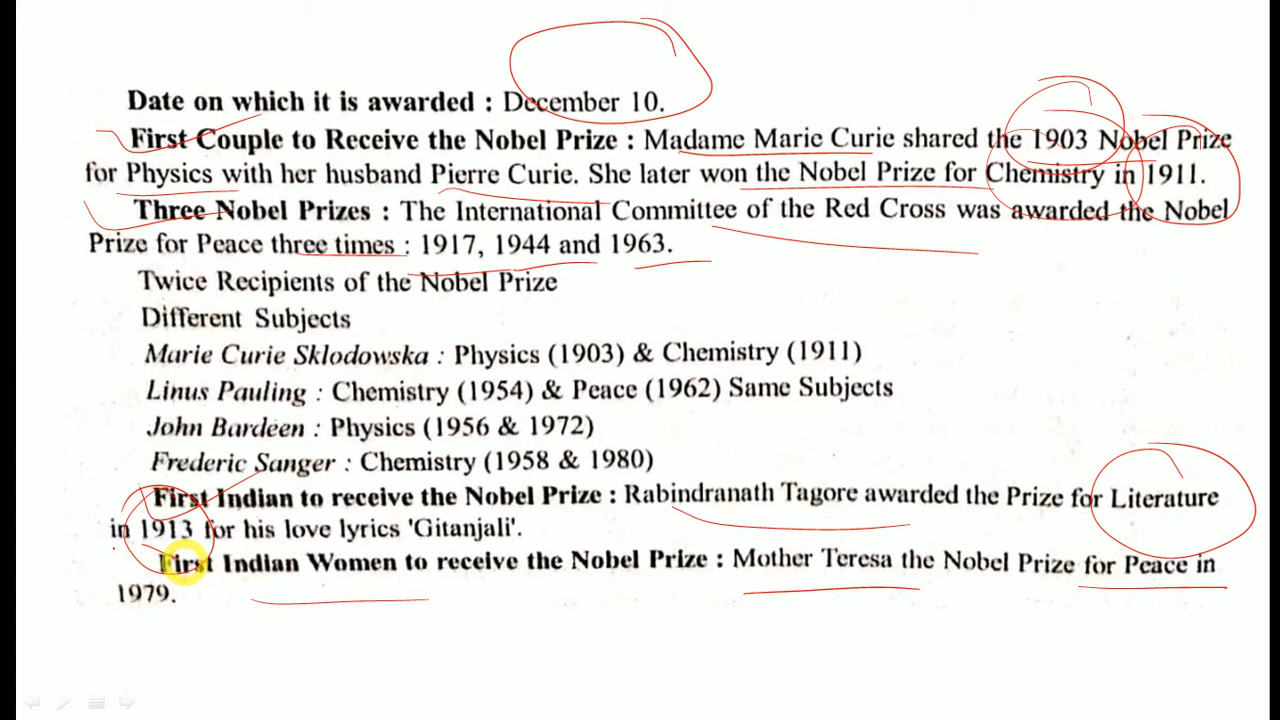 Date on which it is awarded : December 10.
First Couple to Receive the Nobel Prize : Madame Marie Curie shared the 1903 Nobel Prize
for Physics with her husband Pierre Curie. She later won the Nobel Prize for Chemistry in 1911.
Three Nobel Prizes : The International Committee of the Red Cross was awarded the Nobel
Prize for Peace three times : 1917, 1944 and 1963.
Twice Recipients of the Nobel Prize
Different Subjects
Marie Curie Sklodowska : Physics (1903) & Chemistry (1911)
Linus Pauling : Chemistry (1954) & Peace (1962) Same Subjects
John Bardeen : Physics (1956 & 1972)
Frederic Sanger : Chemistry (1958 & 1980)
First Indian to receive the Nobel Prize : Rabindranath Tagore awarded the Prize for Literature
in 1913 for his love lyrics 'Gitanjali'.
First Indian Women to receive the Nobel Prize : Mother Teresa the Nobel Prize for Peace in
1979.